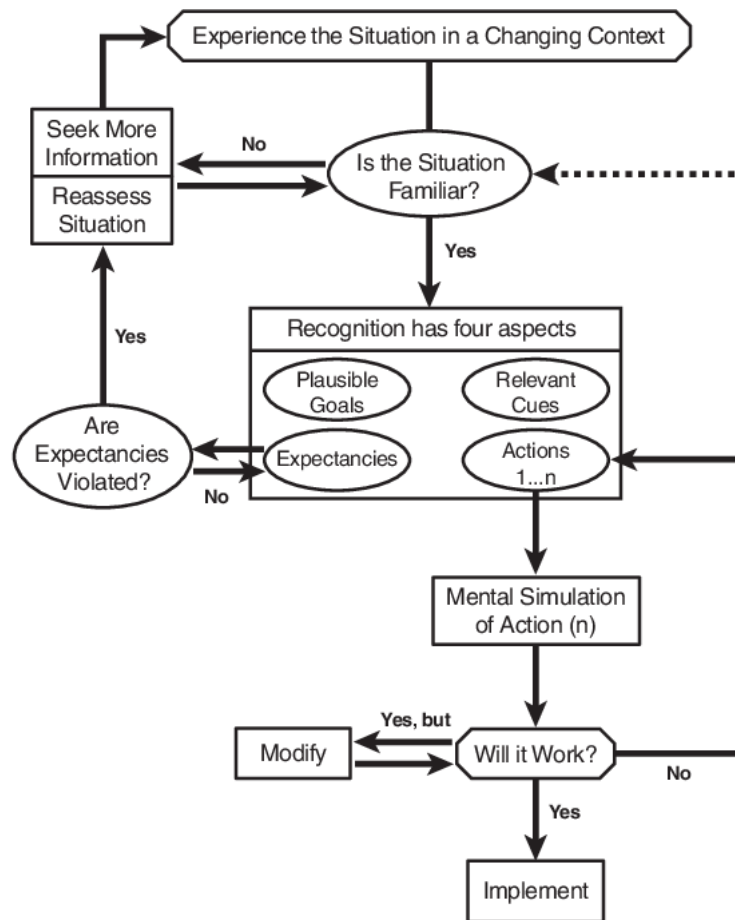 Experience the Situation in a Changing Context
Seek More
Information
No
Is the Situation
Familiar?
Reassess
Situation
Yes
Recognition has four aspects
Yes
Plausible
Goals
Relevant
Cues
Are
Expectancies
Violated?
Expectancies
Actions
1...n
No
Mental Simulation
of Action (n)
Yes, but
Modify
Will it Work?
No
Yes
Implement